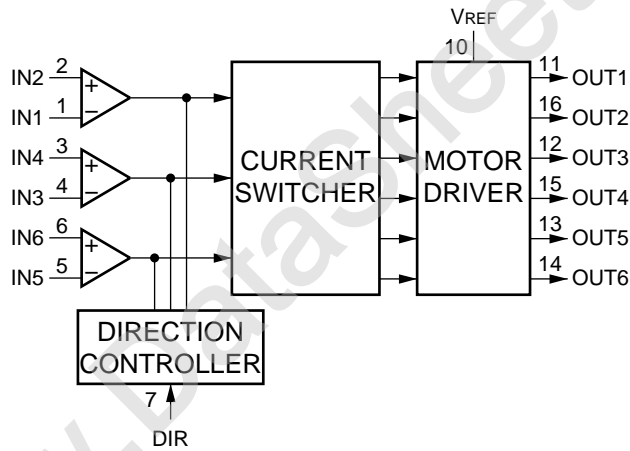 VREF
10
IN2 2 + 11 OUT1
IN1 1 − 16 OUT2
IN4 3 + 12 OUT3
CURRENT SWITCHER
MOTOR DRIVER
IN3 4 − 15 OUT4
IN6 6 + 13 OUT5
IN5 5 − 14 OUT6
DIRECTION
CONTROLLER
7
DIR
.DataSheet